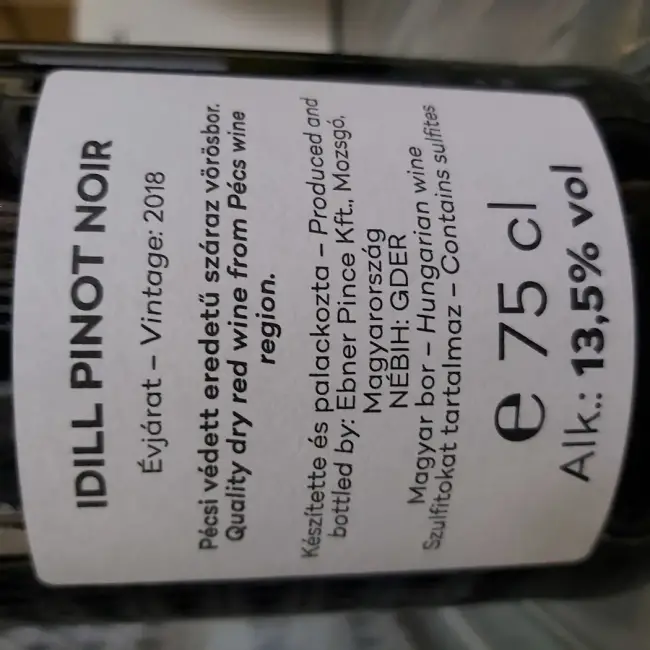 IDILL PINOT NOIR
Évjárat – Vintage: 2018
Pécsi védett eredetű száraz vörösbor.
Quality dry red wine from Pécs wine
region.
Készítette és palackozta – Produced and
bottled by: Ebner Pince Kft., Mozsgó,
Magyarország
NÉBIH: GDER
Magyar bor – Hungarian wine
Szulfitokat tartalmaz – Contains sulfites
e 75 cl
Alk.: 13,5% vol